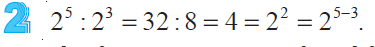 2. 2⁵ : 2³ = 32 : 8 = 4 = 2² = 2⁵⁻³.